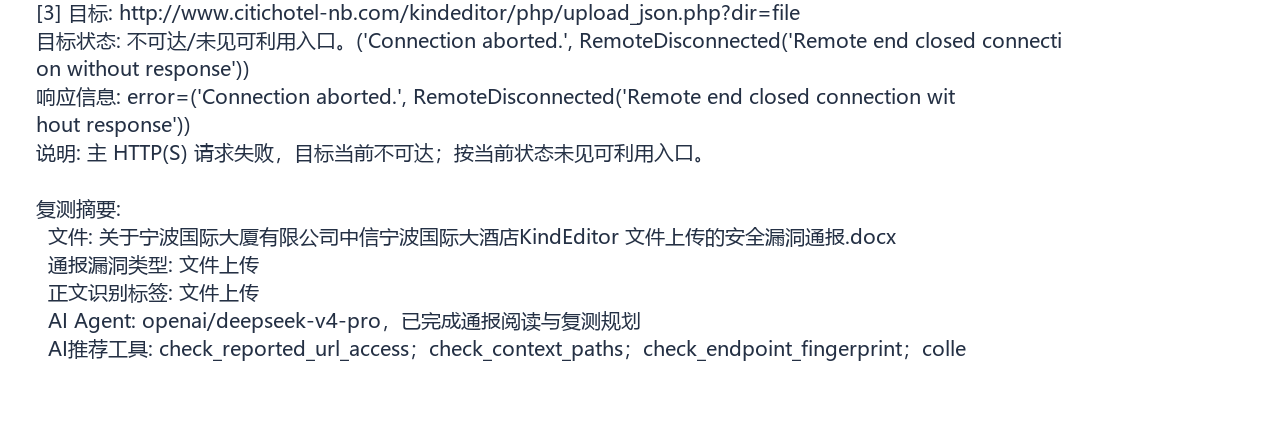 [3] 目标: http://www.citichotel-nb.com/kindeditor/php/upload_json.php?dir=file
目标状态: 不可达/未见可利用入口。('Connection aborted.', RemoteDisconnected('Remote end closed connecti
on without response'))
响应信息: error=('Connection aborted.', RemoteDisconnected('Remote end closed connection wit
hout response'))
说明: 主 HTTP(S) 请求失败，目标当前不可达；按当前状态未见可利用入口。
复测摘要:
文件: 关于宁波国际大厦有限公司中信宁波国际大酒店KindEditor 文件上传的安全漏洞通报.docx
通报漏洞类型: 文件上传
正文识别标签: 文件上传
AI Agent: openai/deepseek-v4-pro，已完成通报阅读与复测规划
AI推荐工具: check_reported_url_access；check_context_paths；check_endpoint_fingerprint；colle